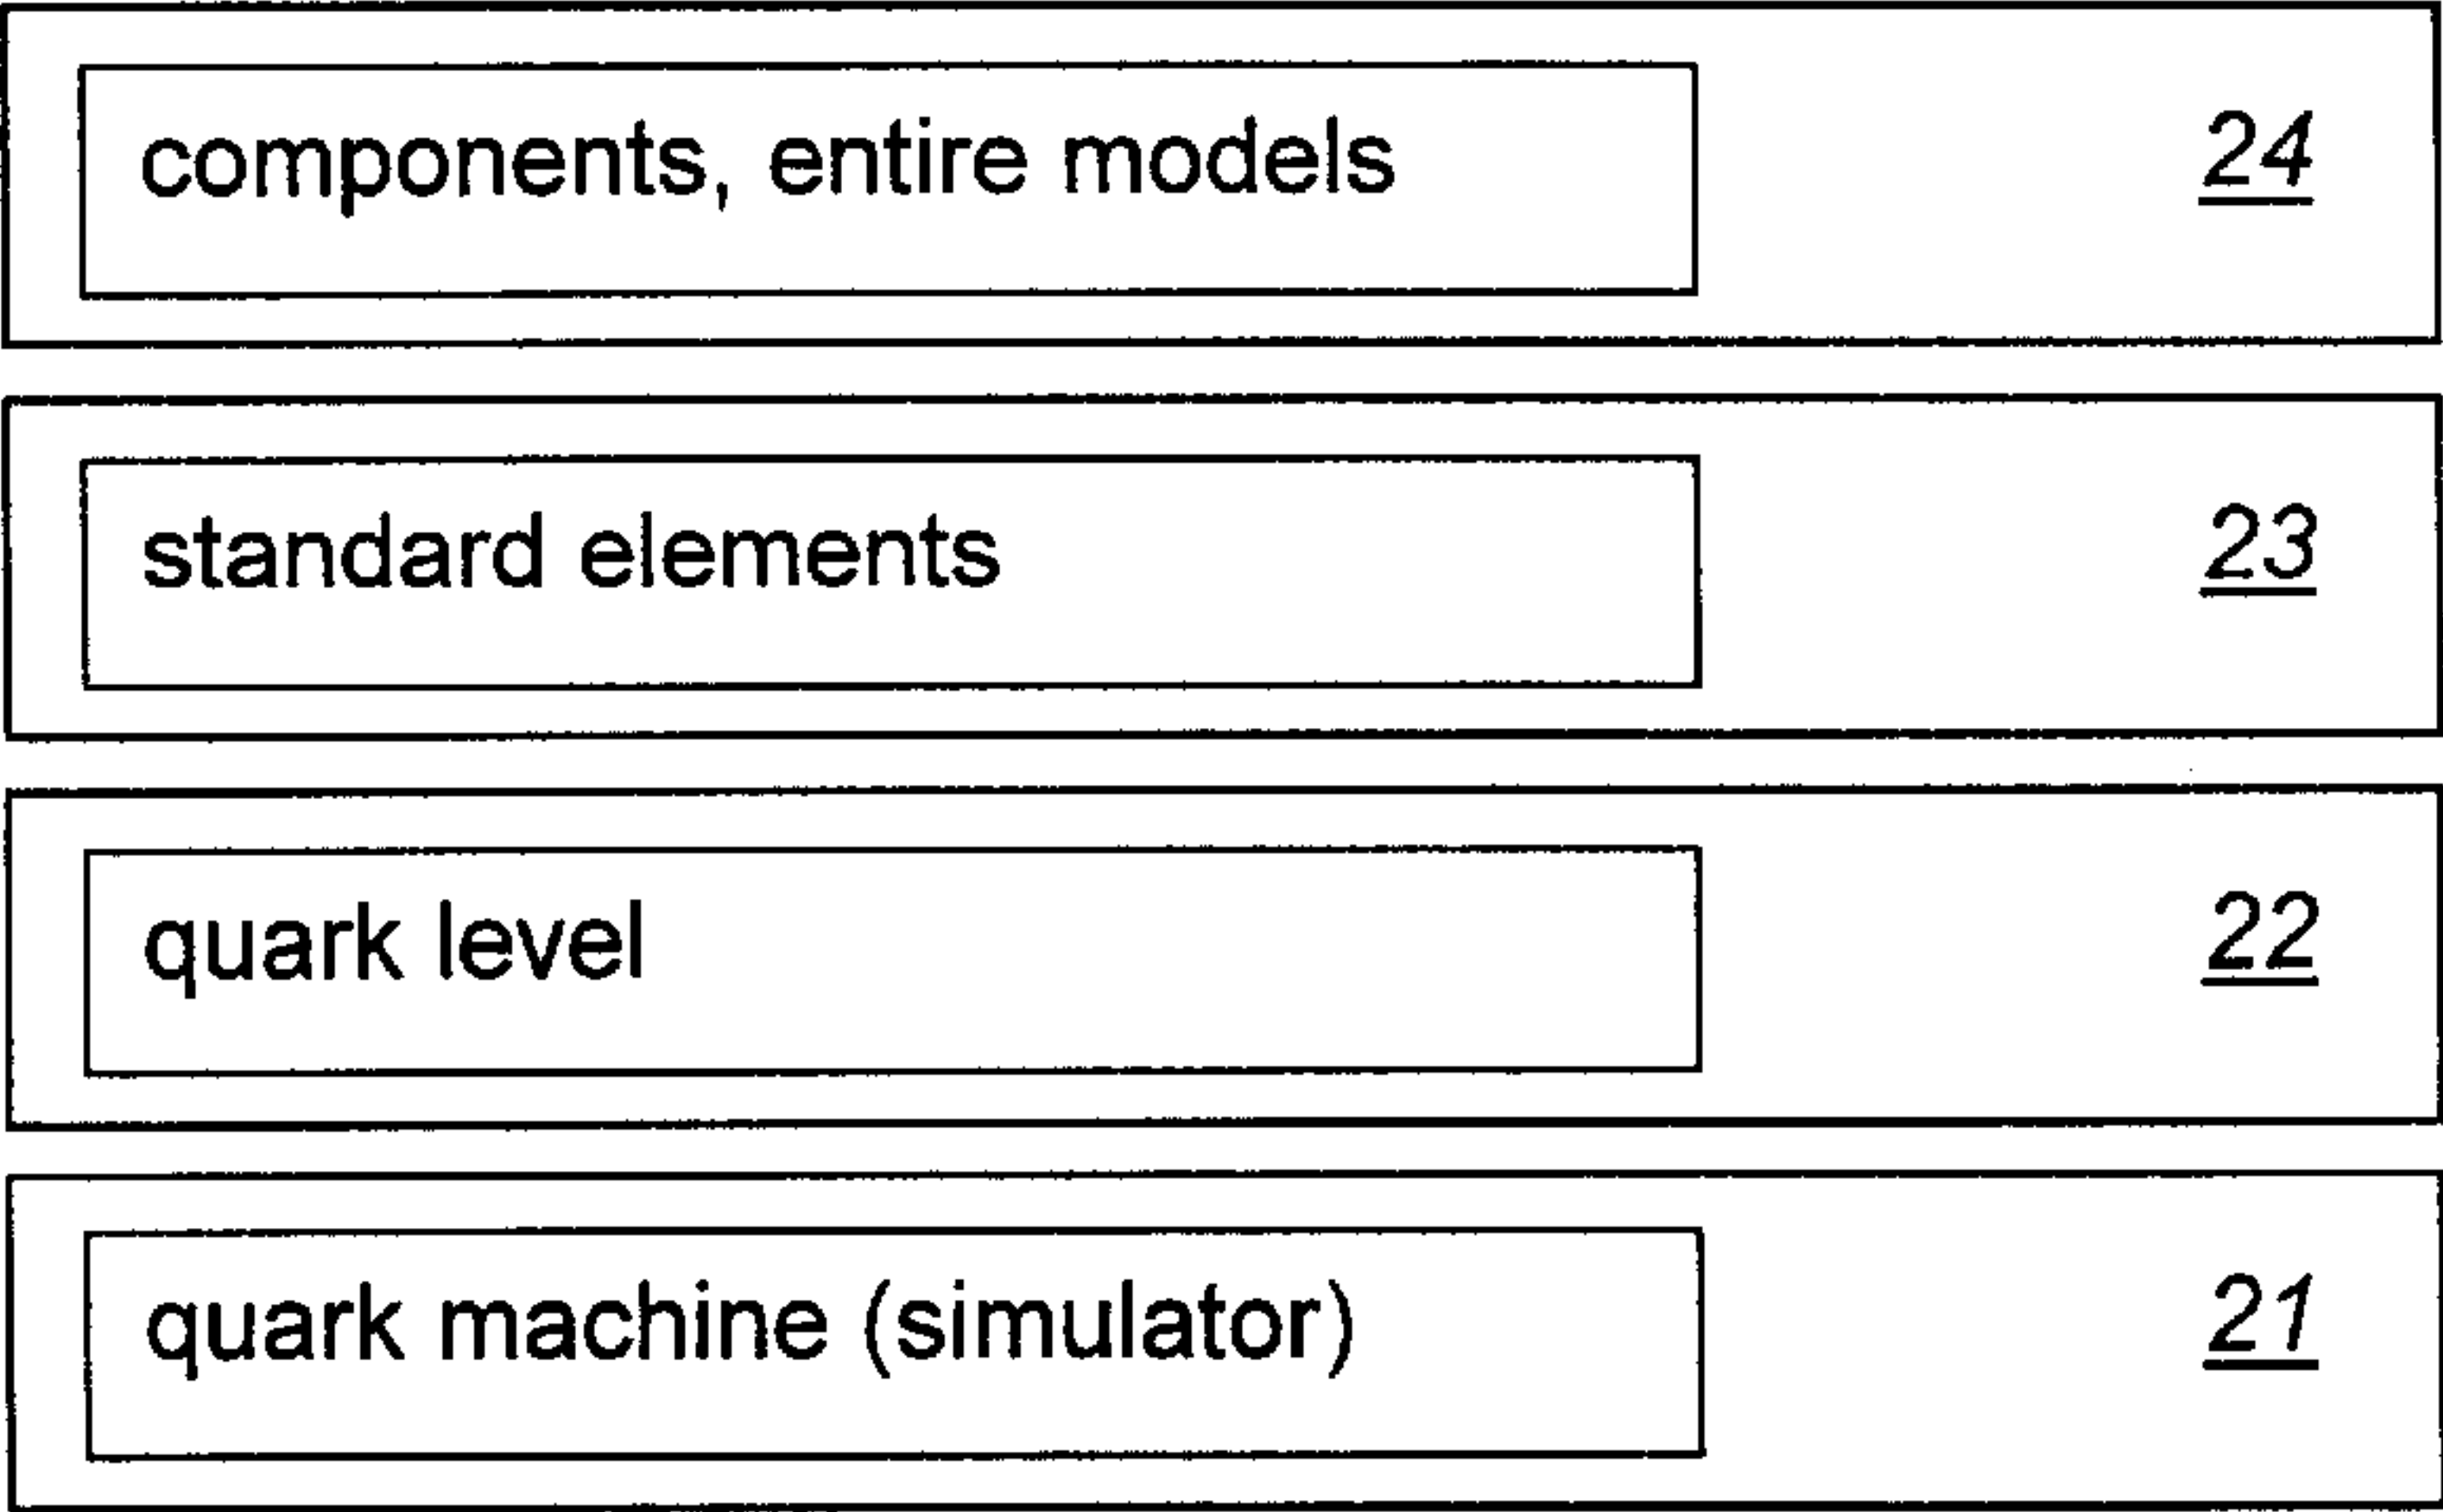 components, entire models 24
standard elements 23
quark level 22
quark machine (simulator) 21